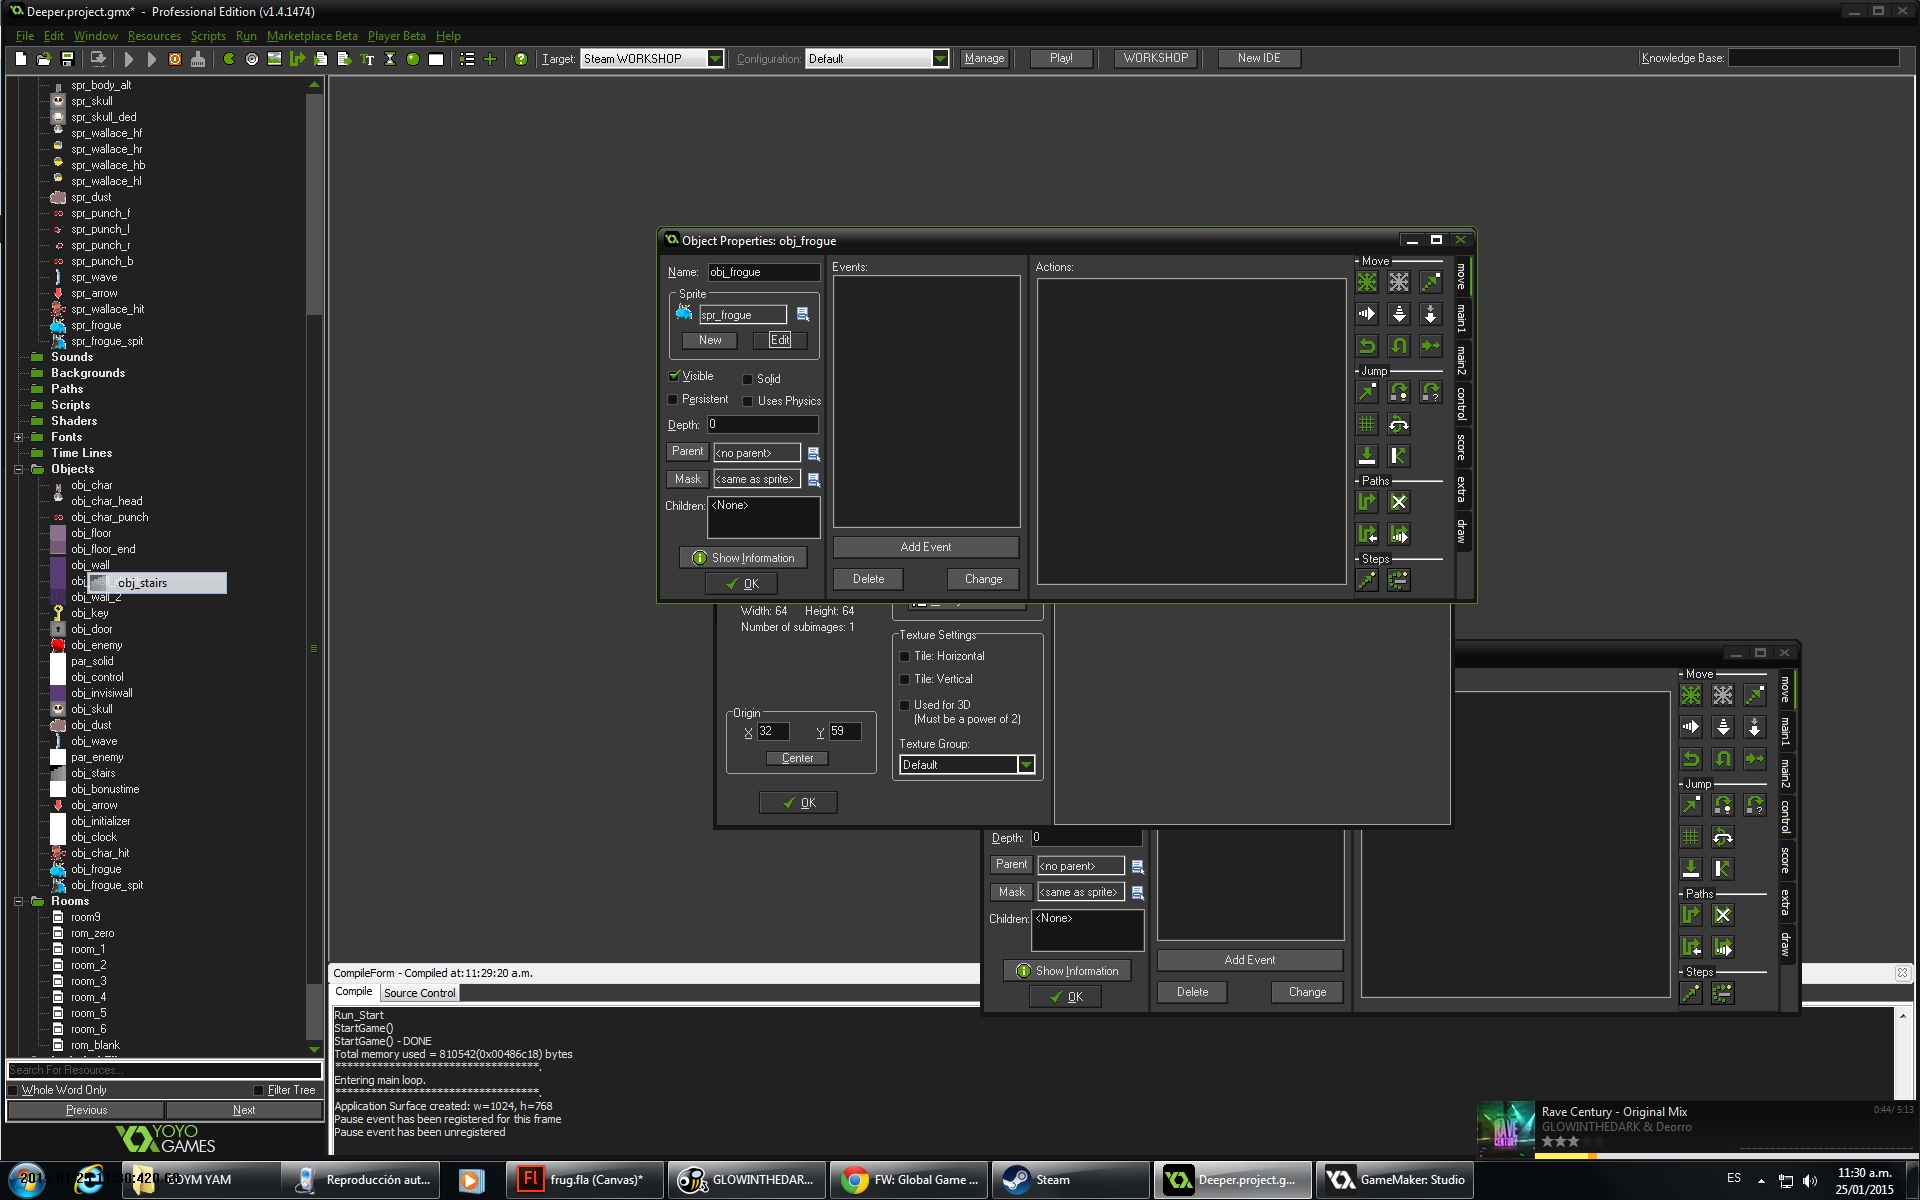 Deeper.project.gmx* - Professional Edition (v1.4.1474)
File Edit Window Resources Scripts Run Marketplace Beta Player Beta Help
Target: Steam WORKSHOP Configuration: Default Manage Play! WORKSHOP New IDE Knowledge Base:
spr_body_alt
spr_skull
spr_skull_ded
spr_wallace_hf
spr_wallace_hr
spr_wallace_hb
spr_wallace_hl
spr_dust
spr_punch_f
spr_punch_l
spr_punch_r
spr_punch_b
spr_wave
spr_arrow
spr_wallace_hit
spr_frogue
spr_frogue_spit
Sounds
Backgrounds
Paths
Scripts
Shaders
Fonts
Time Lines
Objects
obj_char
obj_char_head
obj_char_punch
obj_floor
obj_floor_end
obj_wall
obj_stairs
obj_wall_2
obj_key
obj_door
obj_enemy
par_solid
obj_control
obj_invisiwall
obj_skull
obj_dust
obj_wave
par_enemy
obj_stairs
obj_bonustime
obj_arrow
obj_initializer
obj_clock
obj_char_hit
obj_frogue
obj_frogue_spit
Rooms
room9
rom_zero
room_1
room_2
room_3
room_4
room_5
room_6
rom_blank
Search For Resources...
Whole Word Only Filter Tree
Previous Next
YOYO
GAMES
Object Properties: obj_frogue
Name: obj_frogue
Sprite
spr_frogue
New Edit
Visible Solid
Persistent Uses Physics
Depth: 0
Parent <no parent>
Mask <same as sprite>
Children: <None>
Show Information
OK
Events:
Add Event
Delete Change
Actions:
Move
Jump
Paths
Steps
move
main1
main2
control
score
extra
draw
Width: 64 Height: 64
Number of subimages: 1
Origin
X 32 Y 59
Center
OK
Texture Settings
Tile: Horizontal
Tile: Vertical
Used for 3D
(Must be a power of 2)
Texture Group:
Default
Depth: 0
Parent <no parent>
Mask <same as sprite>
Children: <None>
Show Information
OK
Add Event
Delete Change
Move
Jump
Paths
Steps
move
main1
main2
control
score
extra
draw
CompileForm - Compiled at: 11:29:20 a.m.
Compile Source Control
Run_Start
StartGame()
StartGame() - DONE
Total memory used = 810542(0x00486c18) bytes
Entering main loop.
Application Surface created: w=1024, h=768
Pause event has been registered for this frame
Pause event has been unregistered
Rave Century - Original Mix
GLOWINTHEDARK & Deorro
0:44/ 5:13
RAVE
CENTURY
YAM
Reproducción aut...
frug.fla (Canvas)*
GLOWINTHEDAR...
FW: Global Game ...
Steam
Deeper.project.g...
GameMaker: Studio
ES
11:30 a.m.
25/01/2015